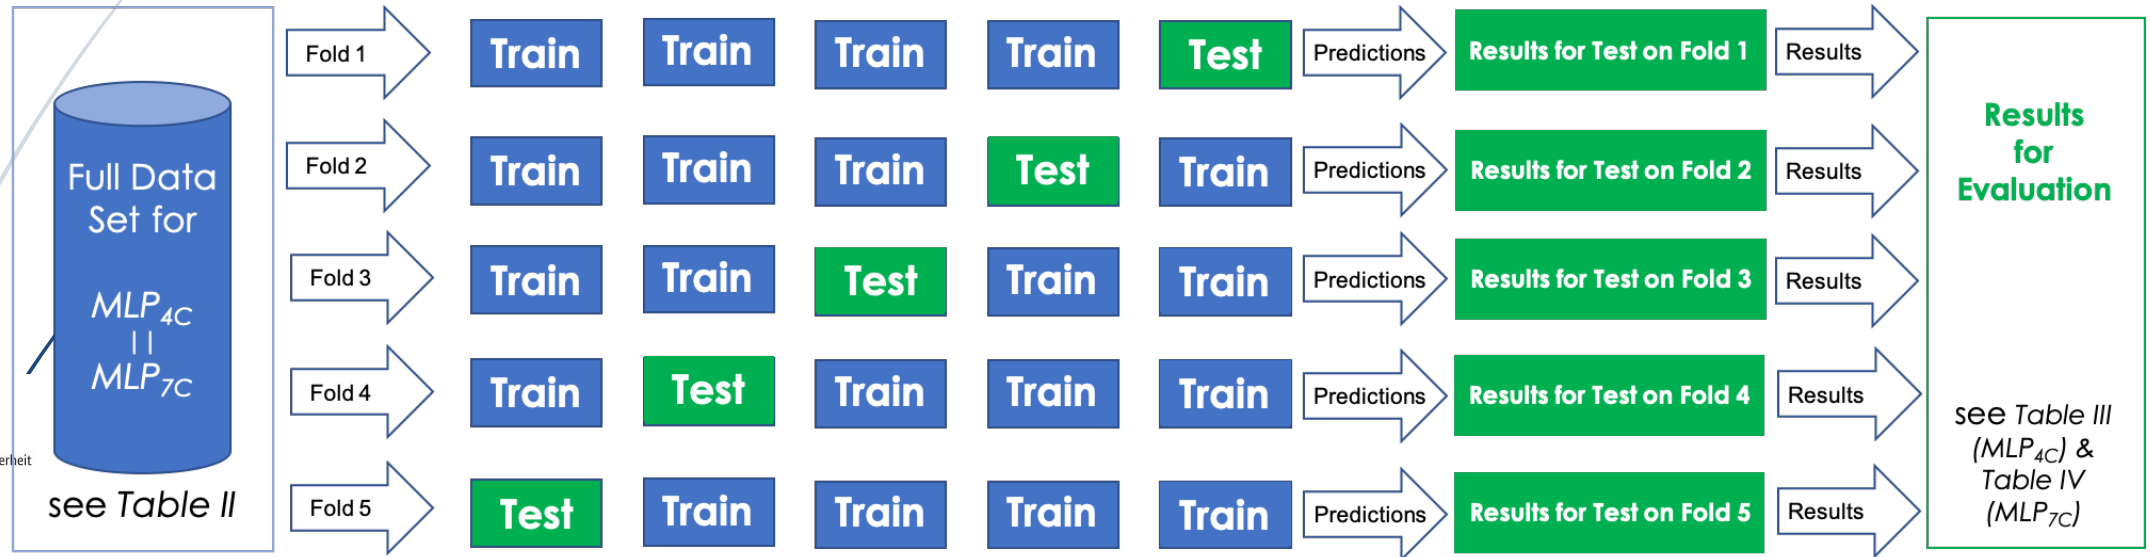 Full Data
Set for
MLP4C
||
MLP7C
see Table II
erheit
Fold 1
Train
Train
Train
Train
Test
Predictions
Results for Test on Fold 1
Results
Fold 2
Train
Train
Train
Test
Train
Predictions
Results for Test on Fold 2
Results
Fold 3
Train
Train
Test
Train
Train
Predictions
Results for Test on Fold 3
Results
Fold 4
Train
Test
Train
Train
Train
Predictions
Results for Test on Fold 4
Results
Fold 5
Test
Train
Train
Train
Train
Predictions
Results for Test on Fold 5
Results
Results
for
Evaluation
see Table III
(MLP4C) &
Table IV
(MLP7C)